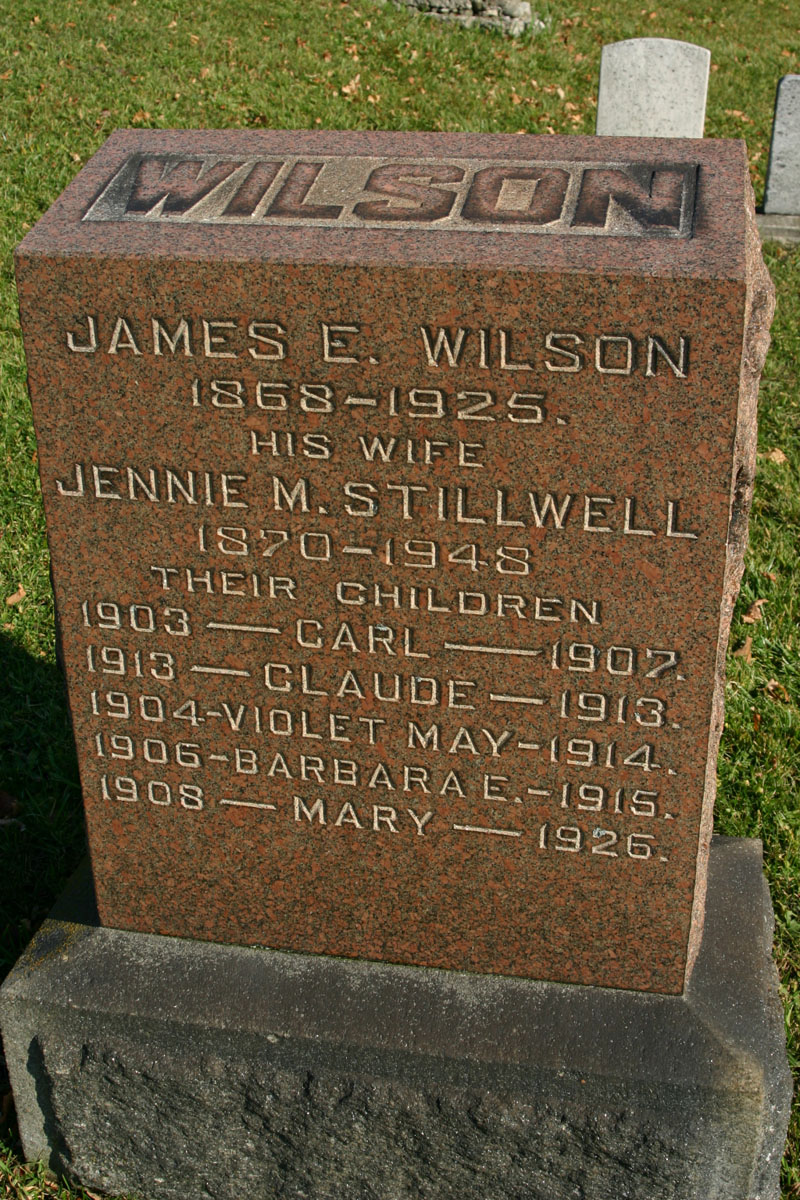 WILSON
JAMES E. WILSON
1868-1925.
HIS WIFE
JENNIE M. STILLWELL
1870-1948
THEIR CHILDREN
1903 — CARL — 1907.
1913 — CLAUDE — 1913.
1904-VIOLET MAY-1914.
1906-BARBARA E.-1915.
1908 — MARY — 1926.